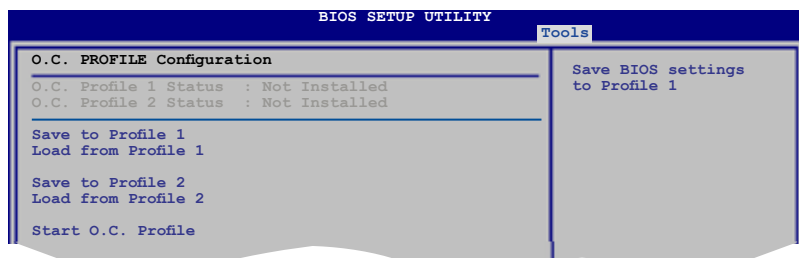 BIOS SETUP UTILITY
Tools
O.C. PROFILE Configuration
O.C. Profile 1 Status : Not Installed
O.C. Profile 2 Status : Not Installed
Save to Profile 1
Load from Profile 1
Save to Profile 2
Load from Profile 2
Start O.C. Profile
Save BIOS settings
to Profile 1